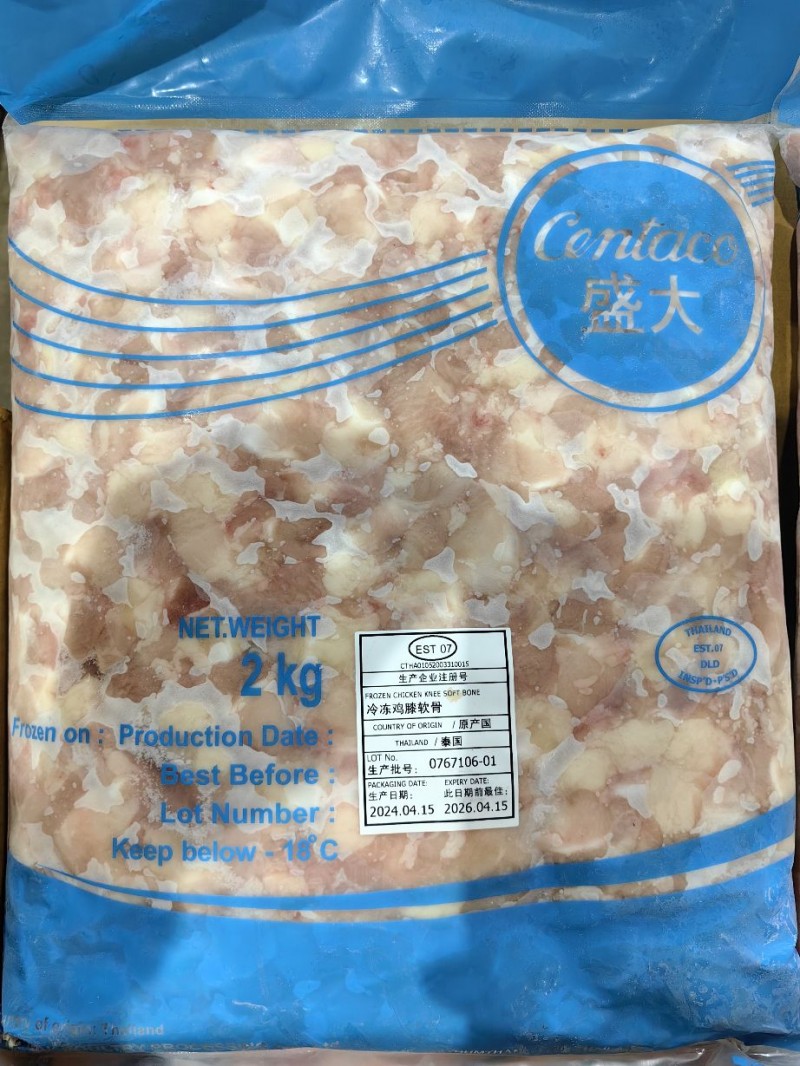 Centaco
盛大
NET.WEIGHT
2 kg
THAILAND
EST.07
DLD
INSP'D-P'S'D
EST 07
CTHA01052003310015
生产企业注册号
FROZEN CHICKEN KNEE SOFT BONE
冷冻鸡膝软骨
COUNTRY OF ORIGIN / 原产国
THAILAND / 泰国
LOT No.
生产批号: 0767106-01
PACKAGING DATE: EXPIRY DATE:
生产日期: 此日期前最佳:
2024.04.15 2026.04.15
Frozen on : Production Date :
Best Before :
Lot Number :
Keep below - 18°C
Thailand